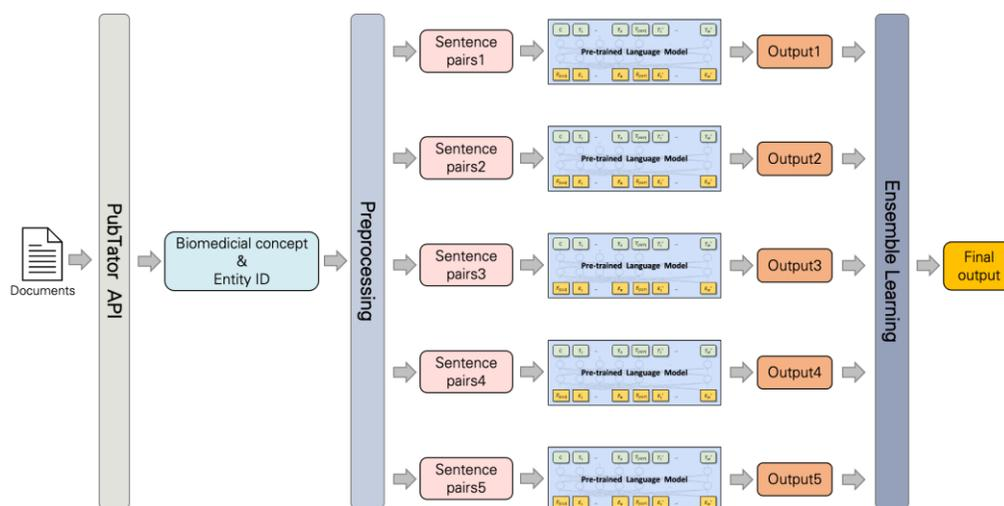 Documents
PubTator API
Biomedicial concept
&
Entity ID
Preprocessing
Sentence
pairs1
Pre-trained Language Model
Output1
Sentence
pairs2
Pre-trained Language Model
Output2
Sentence
pairs3
Pre-trained Language Model
Output3
Sentence
pairs4
Pre-trained Language Model
Output4
Sentence
pairs5
Pre-trained Language Model
Output5
Ensemble Learning
Final
output